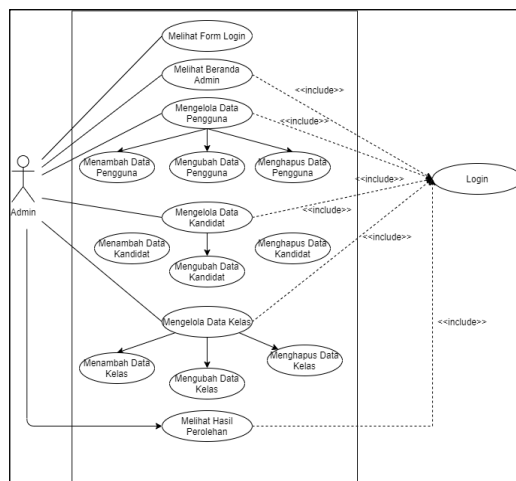 Melihat Form Login
Melihat Beranda
Admin
<<include>>
Mengelola Data
Pengguna
<<include>>
Menambah Data
Pengguna
Mengubah Data
Pengguna
Menghapus Data
Pengguna
Login
<<include>>
Admin
Mengelola Data
Kandidat
<<include>>
Menambah Data
Kandidat
Menghapus Data
Kandidat
<<include>>
Mengubah Data
Kandidat
Mengelola Data Kelas
<<include>>
Menambah Data
Kelas
Mengubah Data
Kelas
Menghapus Data
Kelas
Melihat Hasil
Perolehan